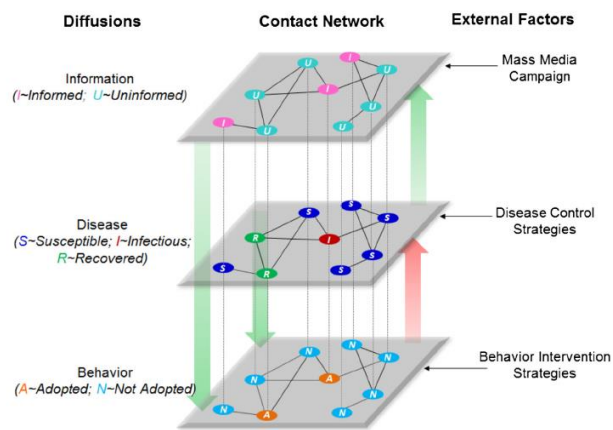 Diffusions
Contact Network
External Factors
Information
(I~Informed; U~Uninformed)
Mass Media
Campaign
I
U
U
U
I
U
I
U
U
U
Disease
(S~Susceptible; I~Infectious;
R~Recovered)
Disease Control
Strategies
S
S
S
R
I
S
S
R
S
Behavior
(A~Adopted; N~Not Adopted)
Behavior Intervention
Strategies
N
N
N
N
A
N
N
A
N